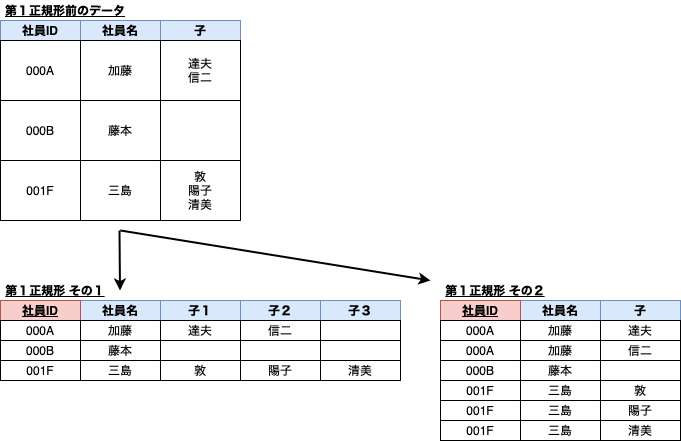 第１正規形前のデータ
社員ID 社員名 子
000A 加藤 達夫
信二
000B 藤本
001F 三島 敦
陽子
清美
第１正規形 その１
社員ID 社員名 子１ 子２ 子３
000A 加藤 達夫 信二
000B 藤本
001F 三島 敦 陽子 清美
第１正規形 その２
社員ID 社員名 子
000A 加藤 達夫
000A 加藤 信二
000B 藤本
001F 三島 敦
001F 三島 陽子
001F 三島 清美